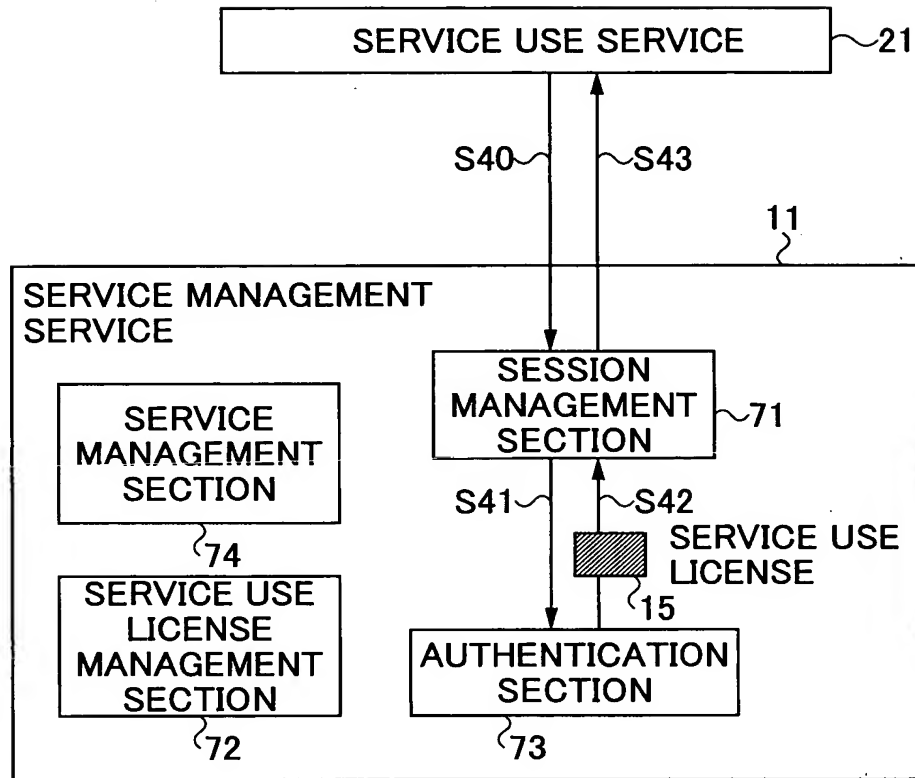 SERVICE USE SERVICE
21
S40
S43
11
SERVICE MANAGEMENT
SERVICE
SESSION
MANAGEMENT
SECTION
71
SERVICE
MANAGEMENT
SECTION
74
S41
S42
SERVICE USE
LICENSE
15
SERVICE USE
LICENSE
MANAGEMENT
SECTION
72
AUTHENTICATION
SECTION
73